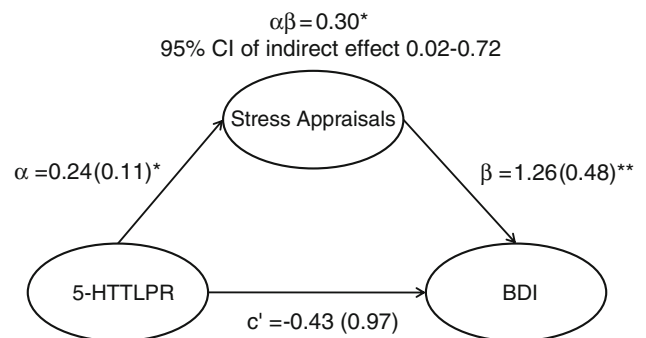 αβ=0.30*
95% CI of indirect effect 0.02-0.72
Stress Appraisals
α =0.24(0.11)*
β =1.26(0.48)**
5-HTTLPR
BDI
c' =-0.43 (0.97)